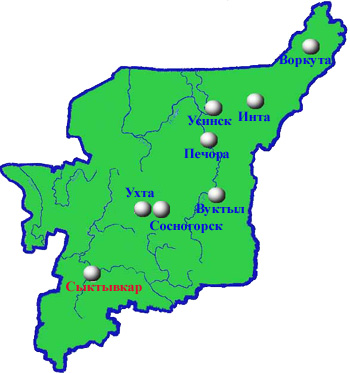 Воркута
Инта
Усинск
Печора
Вуктыл
Ухта
Сосногорск
Сыктывкар